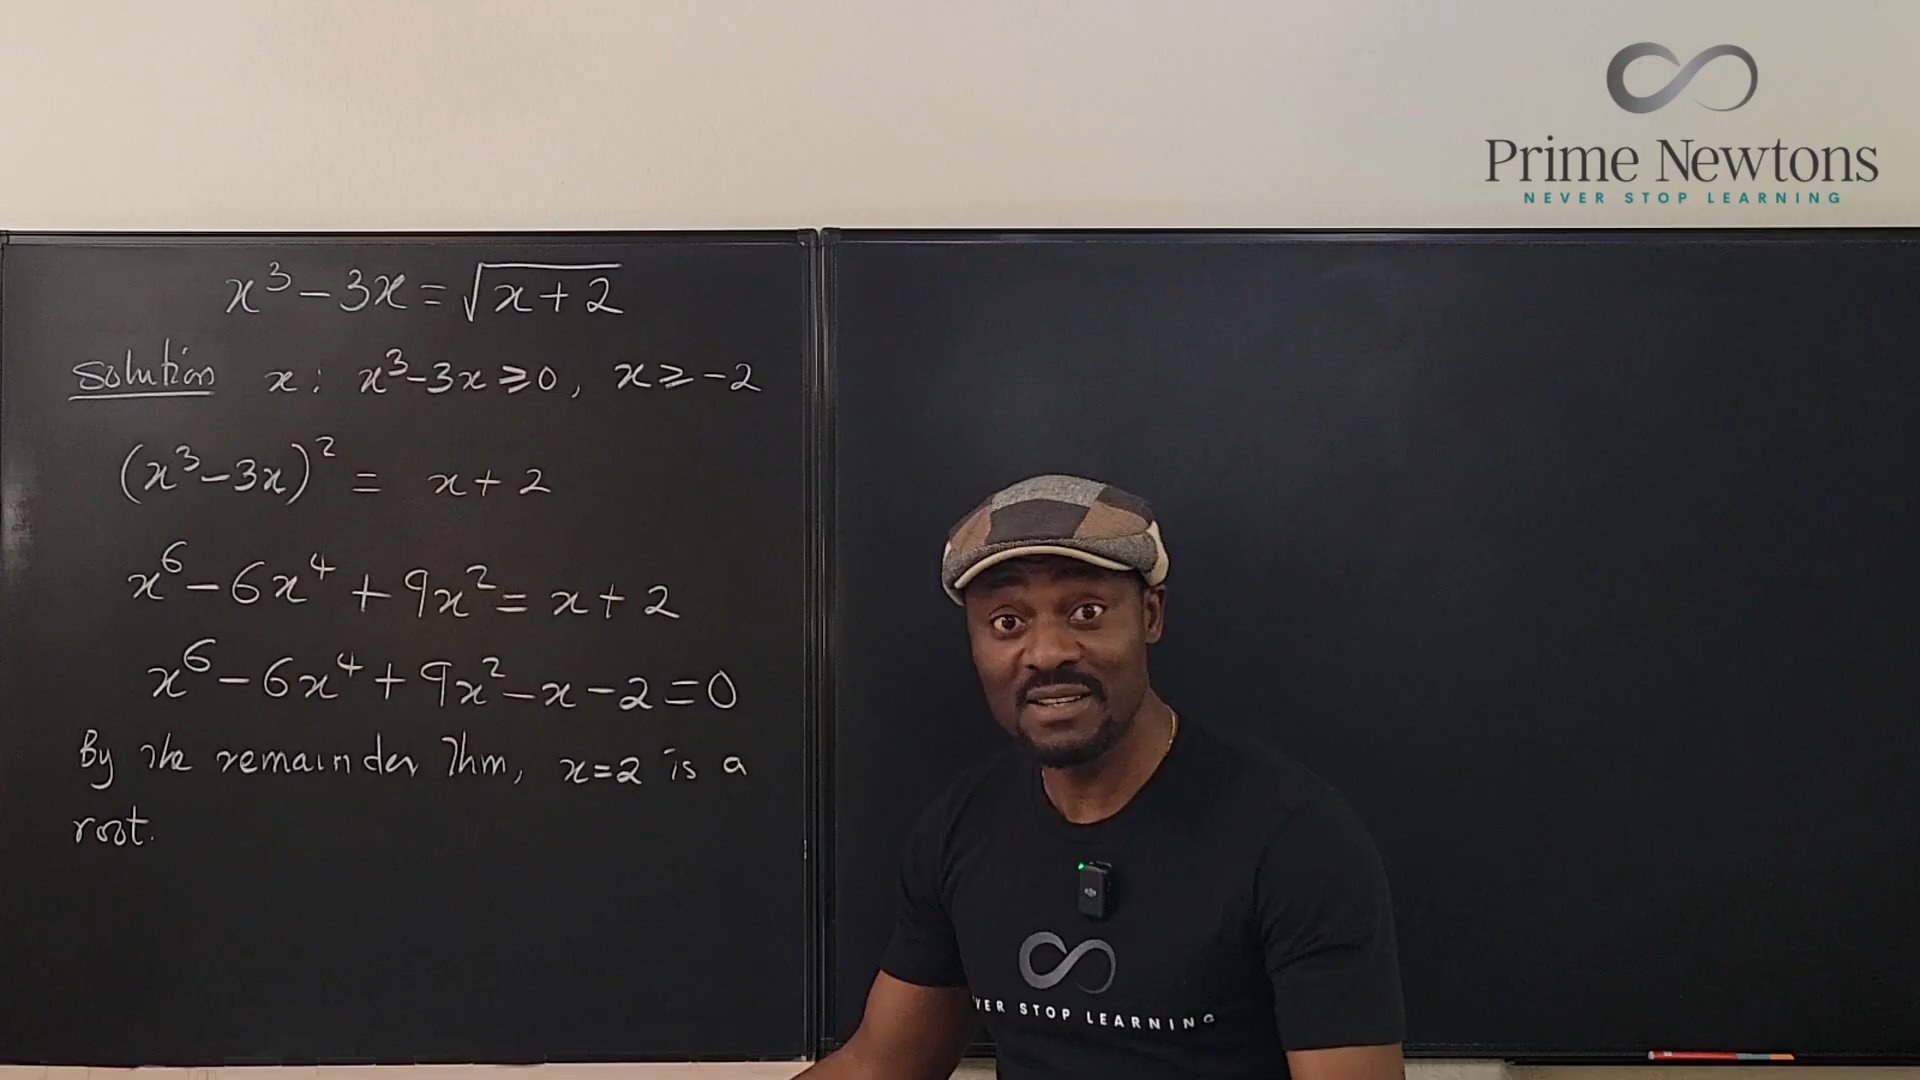 Prime Newtons
NEVER STOP LEARNING
x³ - 3x = √(x + 2)
Solution x : x³ - 3x ≥ 0, x ≥ -2
(x³ - 3x)² = x + 2
x⁶ - 6x⁴ + 9x² = x + 2
x⁶ - 6x⁴ + 9x² - x - 2 = 0
By the remainder Thm, x=2 is a
root.
STOP LEARNING